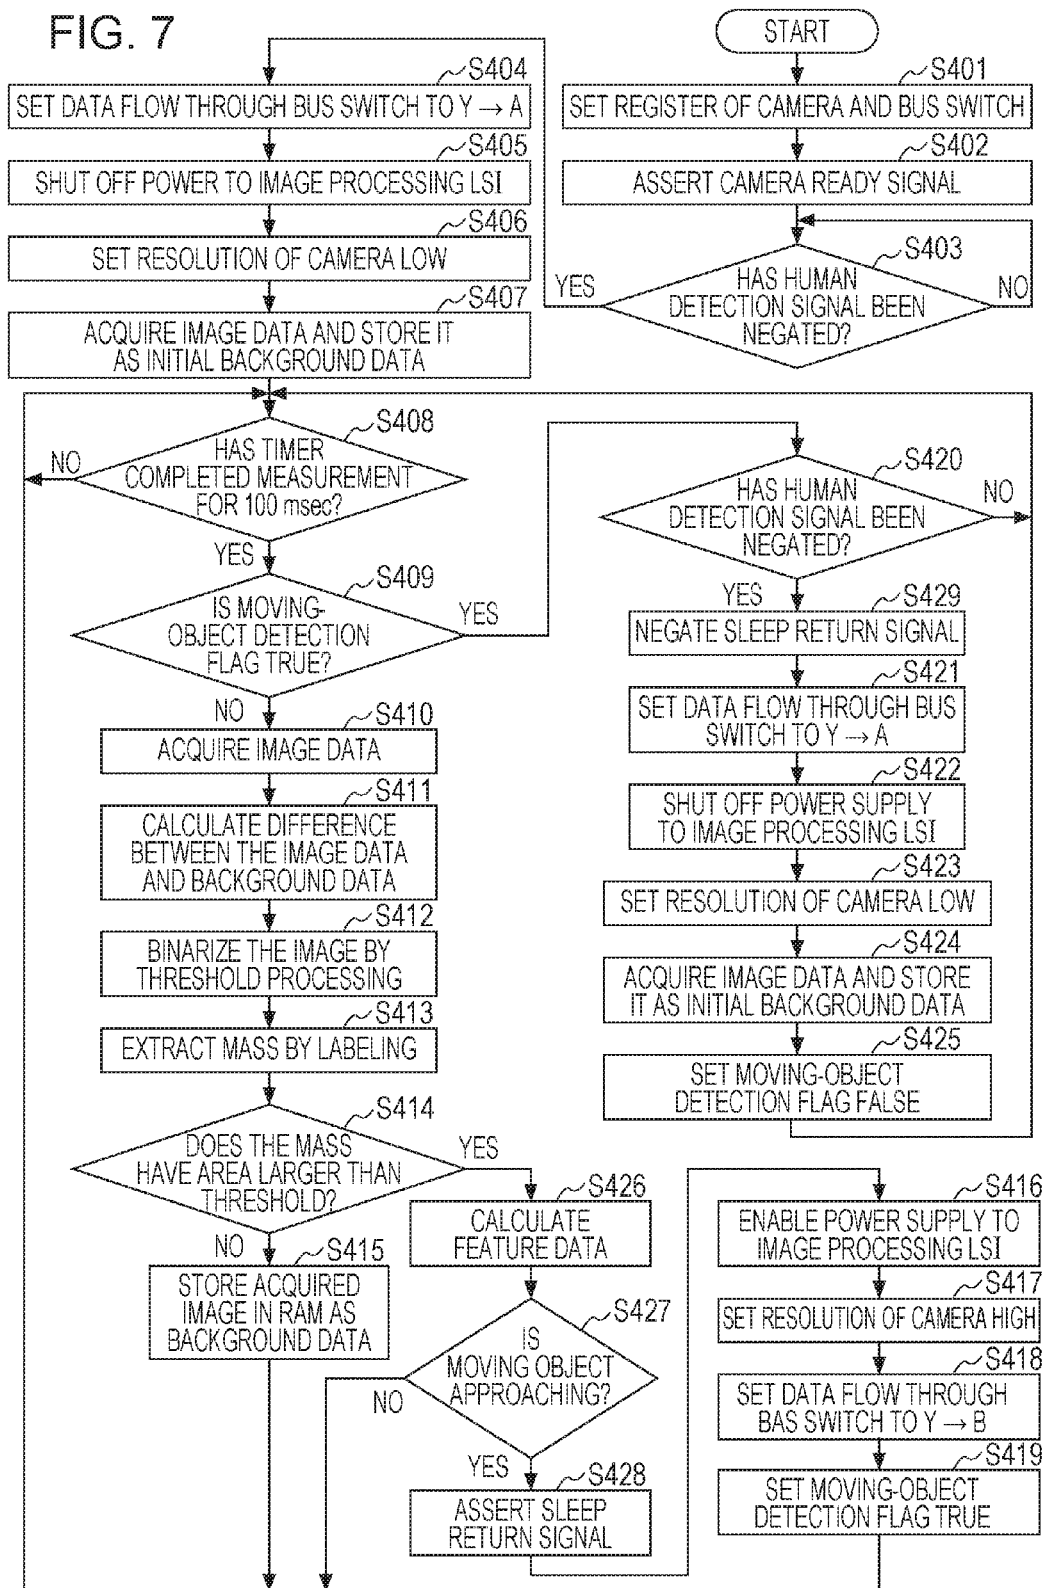 FIG. 7
START
S401
SET REGISTER OF CAMERA AND BUS SWITCH
S402
ASSERT CAMERA READY SIGNAL
S403
HAS HUMAN
DETECTION SIGNAL BEEN
NEGATED?
YES
NO
S404
SET DATA FLOW THROUGH BUS SWITCH TO Y → A
S405
SHUT OFF POWER TO IMAGE PROCESSING LSI
S406
SET RESOLUTION OF CAMERA LOW
S407
ACQUIRE IMAGE DATA AND STORE IT
AS INITIAL BACKGROUND DATA
S408
HAS TIMER
COMPLETED MEASUREMENT
FOR 100 msec?
NO
YES
S409
IS MOVING-
OBJECT DETECTION
FLAG TRUE?
YES
NO
S410
ACQUIRE IMAGE DATA
S411
CALCULATE DIFFERENCE
BETWEEN THE IMAGE DATA
AND BACKGROUND DATA
S412
BINARIZE THE IMAGE BY
THRESHOLD PROCESSING
S413
EXTRACT MASS BY LABELING
S414
DOES THE MASS
HAVE AREA LARGER THAN
THRESHOLD?
YES
NO
S415
STORE ACQUIRED
IMAGE IN RAM AS
BACKGROUND DATA
S420
HAS HUMAN
DETECTION SIGNAL BEEN
NEGATED?
NO
YES
S429
NEGATE SLEEP RETURN SIGNAL
S421
SET DATA FLOW THROUGH BUS
SWITCH TO Y → A
S422
SHUT OFF POWER SUPPLY
TO IMAGE PROCESSING LSI
S423
SET RESOLUTION OF CAMERA LOW
S424
ACQUIRE IMAGE DATA AND STORE
IT AS INITIAL BACKGROUND DATA
S425
SET MOVING-OBJECT
DETECTION FLAG FALSE
S426
CALCULATE
FEATURE DATA
S427
IS
MOVING OBJECT
APPROACHING?
NO
YES
S428
ASSERT SLEEP
RETURN SIGNAL
S416
ENABLE POWER SUPPLY TO
IMAGE PROCESSING LSI
S417
SET RESOLUTION OF CAMERA HIGH
S418
SET DATA FLOW THROUGH
BAS SWITCH TO Y → B
S419
SET MOVING-OBJECT
DETECTION FLAG TRUE